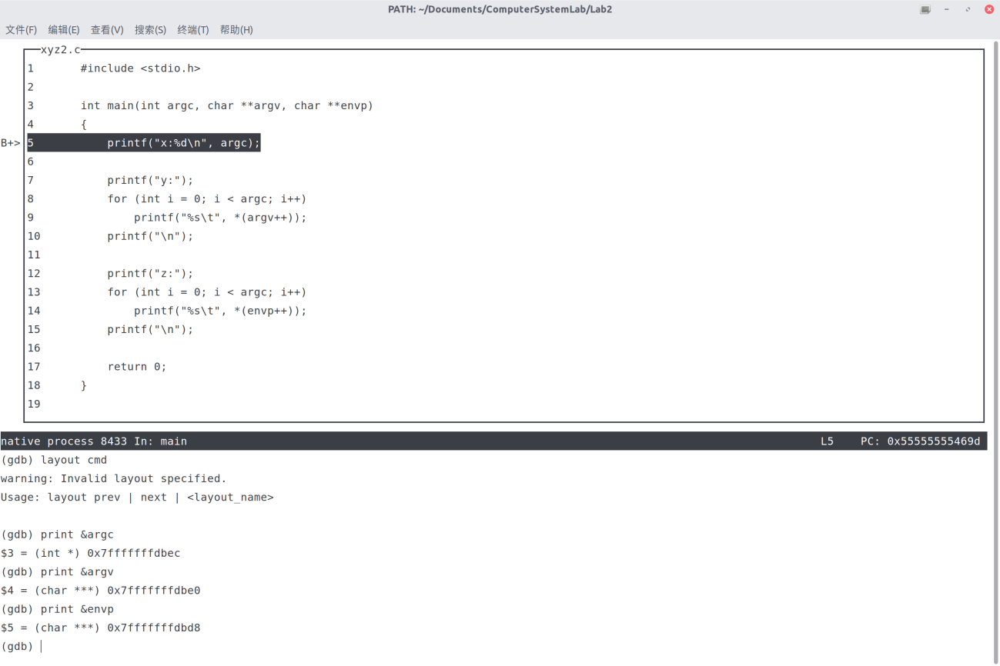 PATH: ~/Documents/ComputerSystemLab/Lab2
文件(F) 编辑(E) 查看(V) 搜索(S) 终端(T) 帮助(H)
xyz2.c
1 #include <stdio.h>
2
3 int main(int argc, char **argv, char **envp)
4 {
B+> 5 printf("x:%d\n", argc);
6
7 printf("y:");
8 for (int i = 0; i < argc; i++)
9 printf("%s\t", *(argv++));
10 printf("\n");
11
12 printf("z:");
13 for (int i = 0; i < argc; i++)
14 printf("%s\t", *(envp++));
15 printf("\n");
16
17 return 0;
18 }
19
native process 8433 In: main L5 PC: 0x55555555469d
(gdb) layout cmd
warning: Invalid layout specified.
Usage: layout prev | next | <layout_name>
(gdb) print &argc
$3 = (int *) 0x7fffffffdbec
(gdb) print &argv
$4 = (char ***) 0x7fffffffdbe0
(gdb) print &envp
$5 = (char ***) 0x7fffffffdbd8
(gdb)